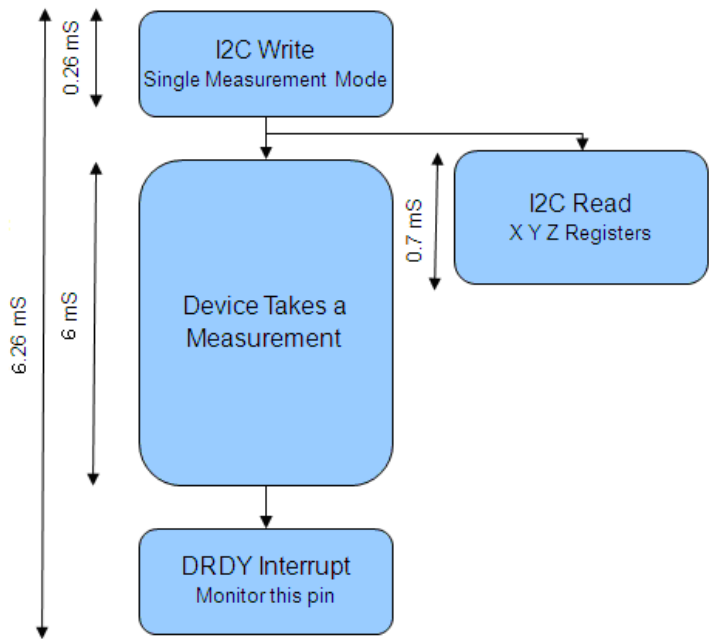 0.26 mS
I2C Write
Single Measurement Mode
6.26 mS
6 mS
Device Takes a
Measurement
0.7 mS
I2C Read
X Y Z Registers
DRDY Interrupt
Monitor this pin